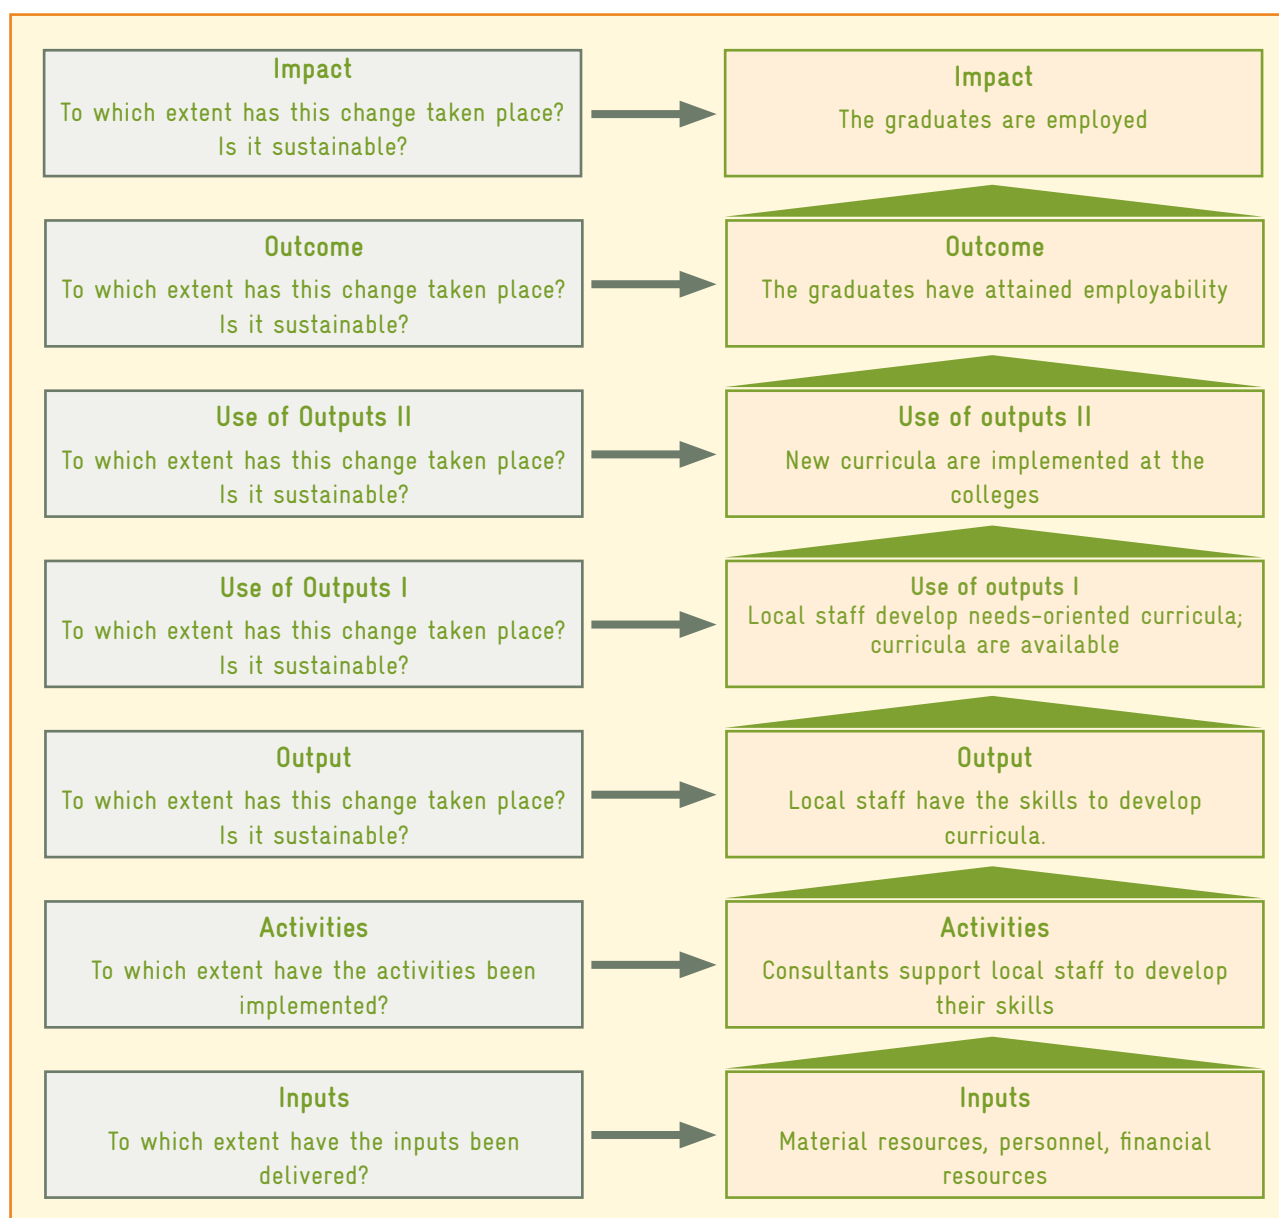 Impact
To which extent has this change taken place?
Is it sustainable?
Impact
The graduates are employed
Outcome
To which extent has this change taken place?
Is it sustainable?
Outcome
The graduates have attained employability
Use of Outputs II
To which extent has this change taken place?
Is it sustainable?
Use of outputs II
New curricula are implemented at the
colleges
Use of Outputs I
To which extent has this change taken place?
Is it sustainable?
Use of outputs I
Local staff develop needs-oriented curricula;
curricula are available
Output
To which extent has this change taken place?
Is it sustainable?
Output
Local staff have the skills to develop
curricula.
Activities
To which extent have the activities been
implemented?
Activities
Consultants support local staff to develop
their skills
Inputs
To which extent have the inputs been
delivered?
Inputs
Material resources, personnel, financial
resources